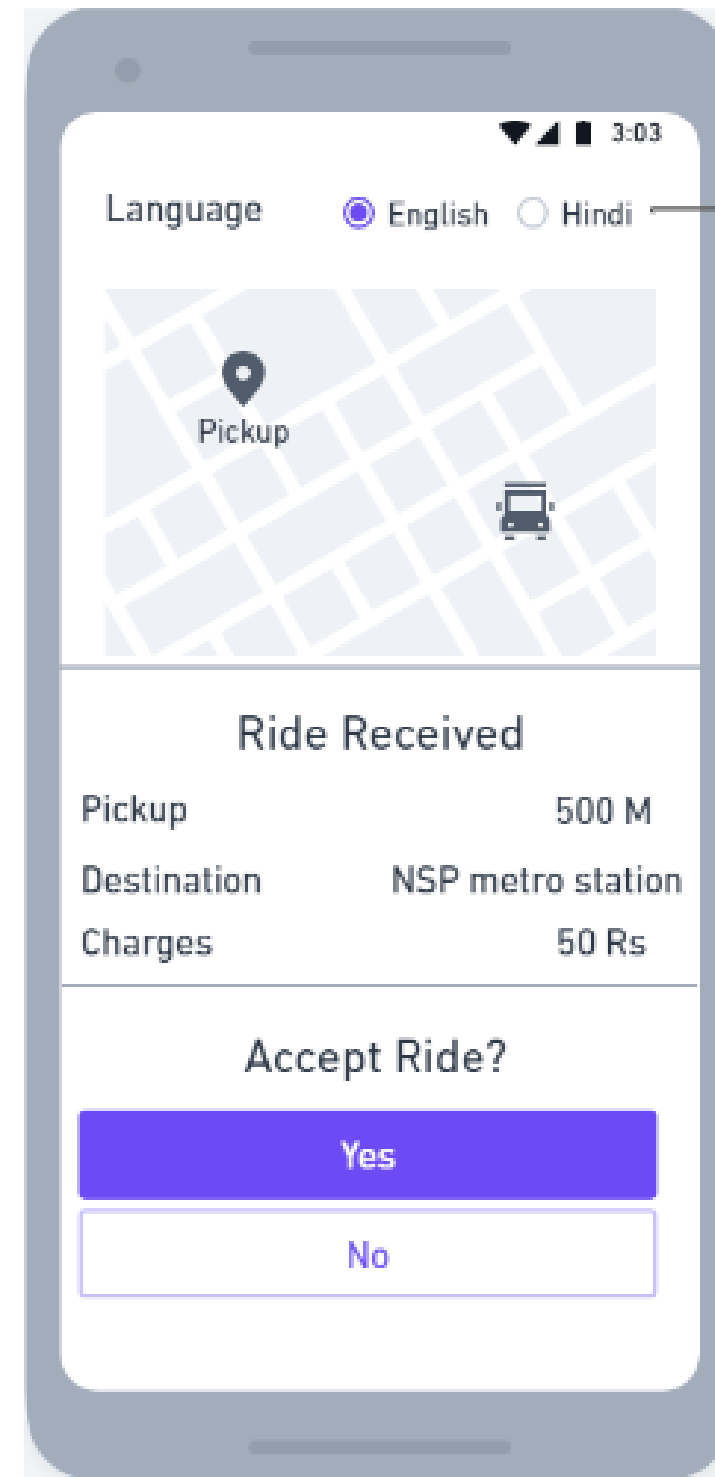 3:03
Language English Hindi
Pickup
Ride Received
Pickup 500 M
Destination NSP metro station
Charges 50 Rs
Accept Ride?
Yes
No